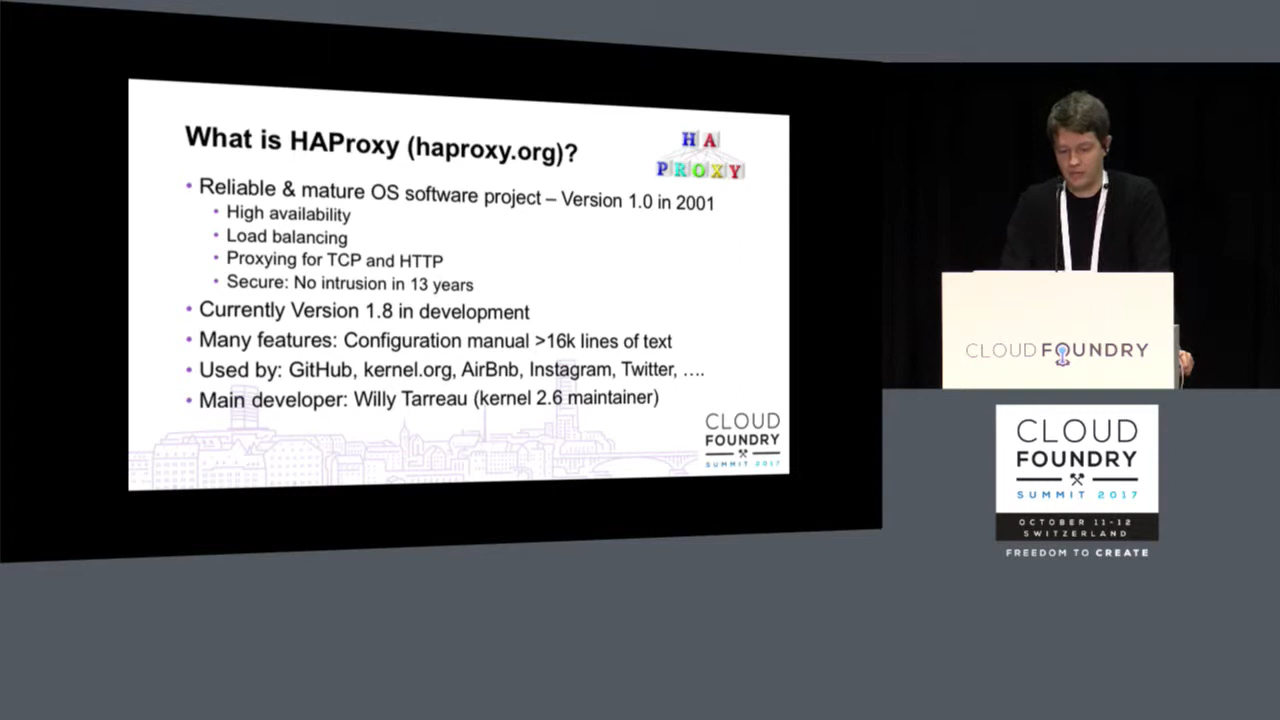 What is HAProxy (haproxy.org)?
HA
PROXY
• Reliable & mature OS software project – Version 1.0 in 2001
• High availability
• Load balancing
• Proxying for TCP and HTTP
• Secure: No intrusion in 13 years
• Currently Version 1.8 in development
• Many features: Configuration manual >16k lines of text
• Used by: GitHub, kernel.org, AirBnb, Instagram, Twitter, ….
• Main developer: Willy Tarreau (kernel 2.6 maintainer)
CLOUD
FOUNDRY
SUMMIT 2017
CLOUD FOUNDRY
CLOUD
FOUNDRY
SUMMIT 2017
OCTOBER 11-12
SWITZERLAND
FREEDOM TO CREATE